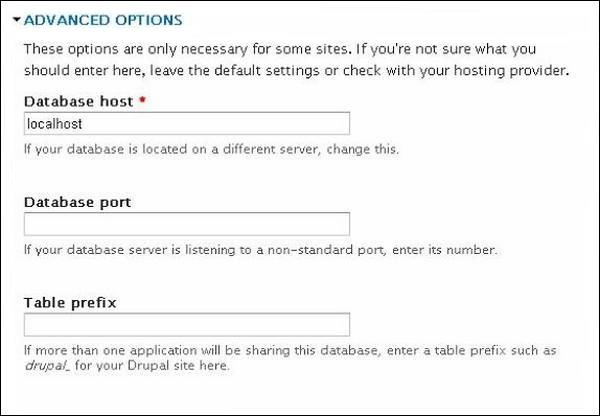 ADVANCED OPTIONS
These options are only necessary for some sites. If you're not sure what you
should enter here, leave the default settings or check with your hosting provider.
Database host *
localhost
If your database is located on a different server, change this.
Database port
If your database server is listening to a non-standard port, enter its number.
Table prefix
If more than one application will be sharing this database, enter a table prefix such as
drupal_ for your Drupal site here.